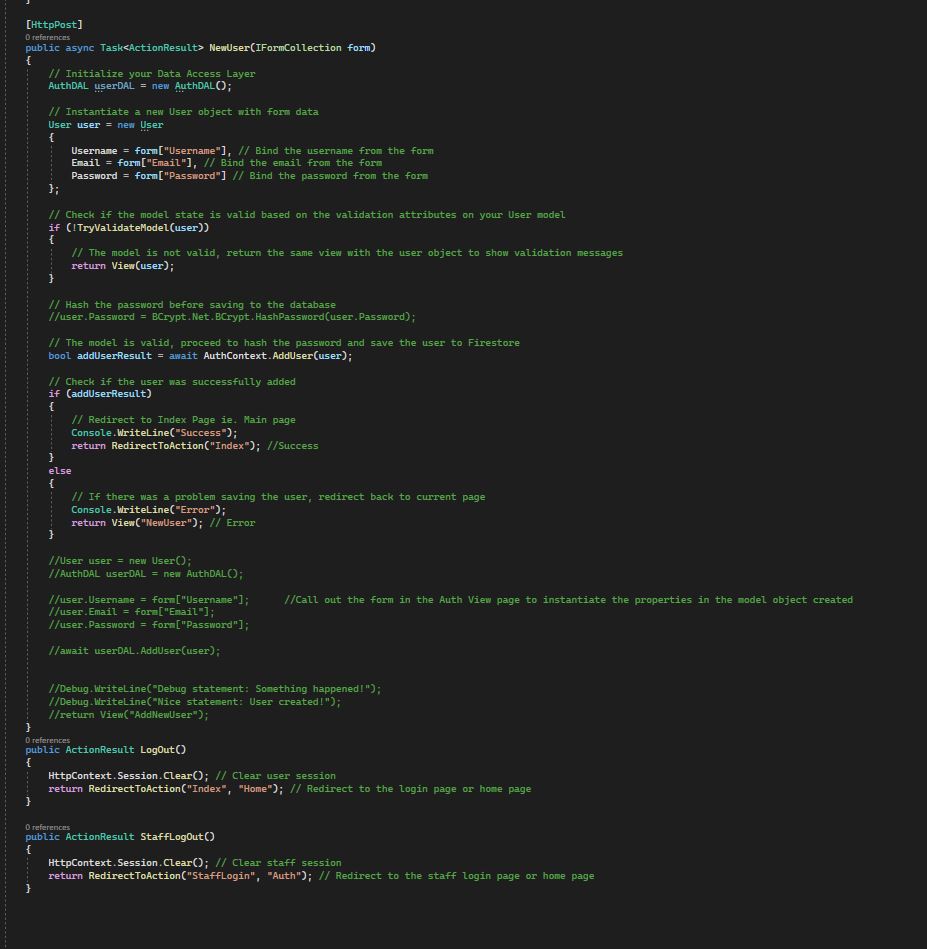 }
[HttpPost]
0 references
public async Task<ActionResult> NewUser(IFormCollection form)
{
// Initialize your Data Access Layer
AuthDAL userDAL = new AuthDAL();
// Instantiate a new User object with form data
User user = new User
{
Username = form["Username"], // Bind the username from the form
Email = form["Email"], // Bind the email from the form
Password = form["Password"] // Bind the password from the form
};
// Check if the model state is valid based on the validation attributes on your User model
if (!TryValidateModel(user))
{
// The model is not valid, return the same view with the user object to show validation messages
return View(user);
}
// Hash the password before saving to the database
//user.Password = BCrypt.Net.BCrypt.HashPassword(user.Password);
// The model is valid, proceed to hash the password and save the user to Firestore
bool addUserResult = await AuthContext.AddUser(user);
// Check if the user was successfully added
if (addUserResult)
{
// Redirect to Index Page ie. Main page
Console.WriteLine("Success");
return RedirectToAction("Index"); //Success
}
else
{
// If there was a problem saving the user, redirect back to current page
Console.WriteLine("Error");
return View("NewUser"); // Error
}
//User user = new User();
//AuthDAL userDAL = new AuthDAL();
//user.Username = form["Username"];      //Call out the form in the Auth View page to instantiate the properties in the model object created
//user.Email = form["Email"];
//user.Password = form["Password"];
//await userDAL.AddUser(user);
//Debug.WriteLine("Debug statement: Something happened!");
//Debug.WriteLine("Nice statement: User created!");
//return View("AddNewUser");
}
0 references
public ActionResult LogOut()
{
HttpContext.Session.Clear(); // Clear user session
return RedirectToAction("Index", "Home"); // Redirect to the login page or home page
}
0 references
public ActionResult StaffLogOut()
{
HttpContext.Session.Clear(); // Clear staff session
return RedirectToAction("StaffLogin", "Auth"); // Redirect to the staff login page or home page
}